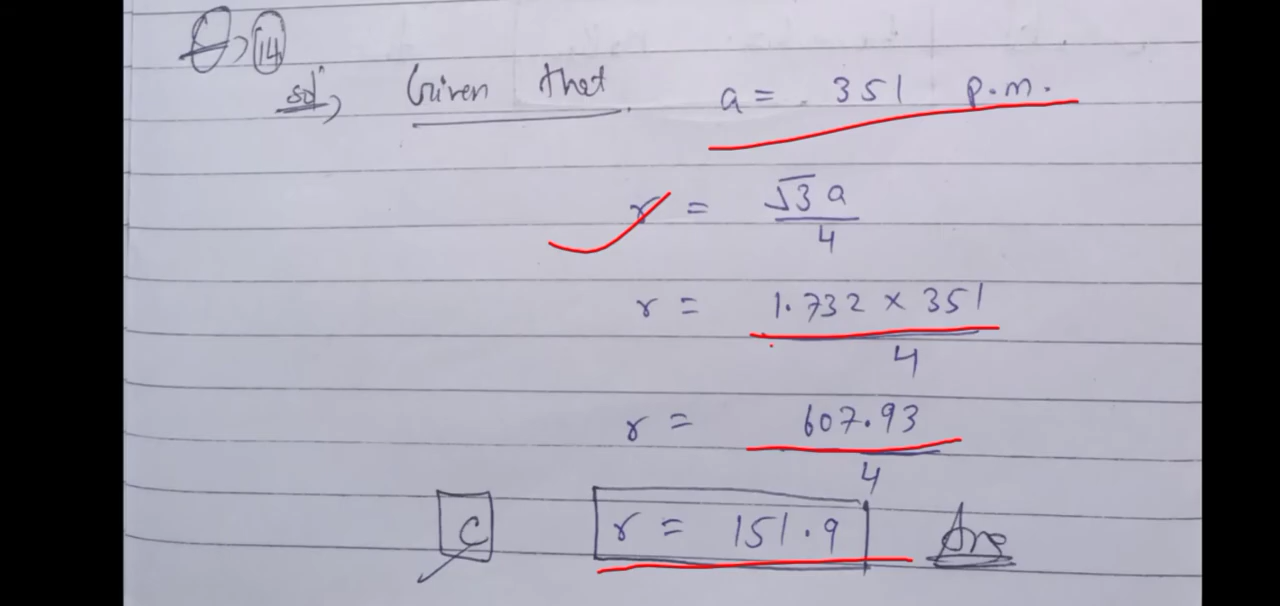 Q> 14
sol, Given that a = 351 p.m.
r = √3 a / 4
r = 1.732 × 351 / 4
r = 607.93 / 4
C r = 151.9 Ans